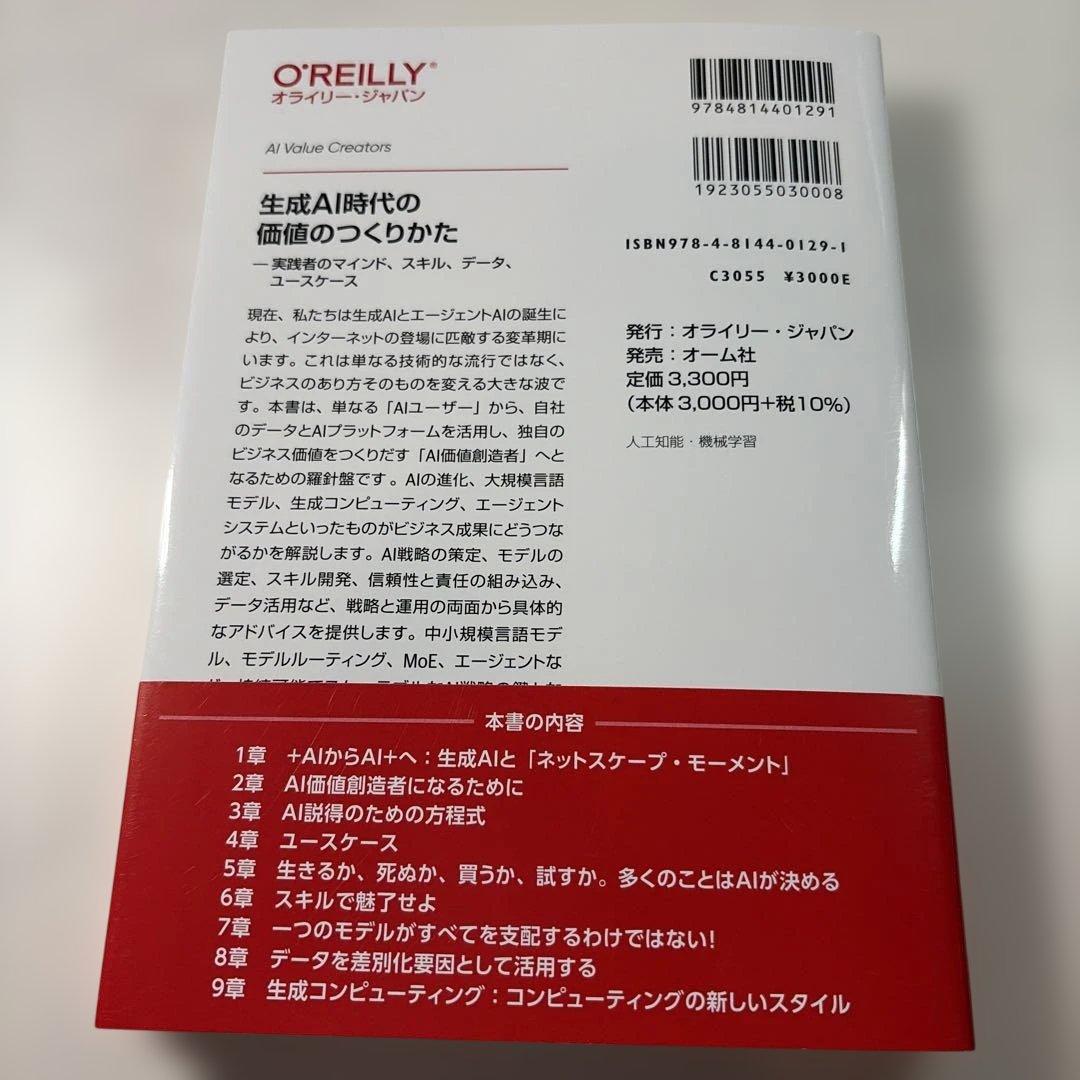 O'REILLY®
オライリー・ジャパン
AI Value Creators
生成AI時代の
価値のつくりかた
―実践者のマインド、スキル、データ、
ユースケース
現在、私たちは生成AIとエージェントAIの誕生に
より、インターネットの登場に匹敵する変革期に
います。これは単なる技術的な流行ではなく、
ビジネスのあり方そのものを変える大きな波で
す。本書は、単なる「AIユーザー」から、自社
のデータとAIプラットフォームを活用し、独自の
ビジネス価値をつくりだす「AI価値創造者」へと
なるための羅針盤です。AIの進化、大規模言語
モデル、生成コンピューティング、エージェント
システムといったものがビジネス成果にどうつな
がるかを解説します。AI戦略の策定、モデルの
選定、スキル開発、信頼性と責任の組み込み、
データ活用など、戦略と運用の両面から具体的
なアドバイスを提供します。中小規模言語モデ
ル、モデルルーティング、MoE、エージェントな
9784814401291
1923055030008
ISBN978-4-8144-0129-1
C3055 ¥3000E
発行：オライリー・ジャパン
発売：オーム社
定価3,300円
（本体3,000円+税10%）
人工知能・機械学習
本書の内容
1章 +AIからAI+へ：生成AIと「ネットスケープ・モーメント」
2章 AI価値創造者になるために
3章 AI説得のための方程式
4章 ユースケース
5章 生きるか、死ぬか、買うか、試すか。多くのことはAIが決める
6章 スキルで魅了せよ
7章 一つのモデルがすべてを支配するわけではない！
8章 データを差別化要因として活用する
9章 生成コンピューティング：コンピューティングの新しいスタイル